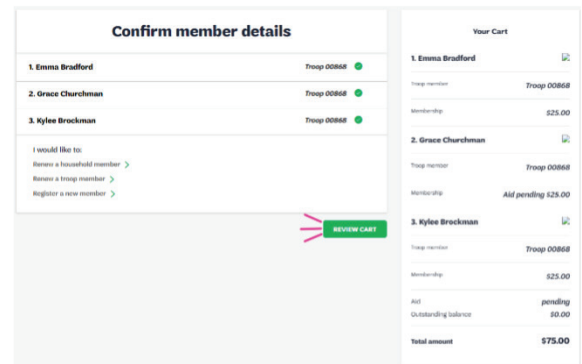 Confirm member details
1. Emma Bradford Troop 00868
2. Grace Churchman Troop 00868
3. Kylee Brockman Troop 00868
I would like to:
Renew a household member >
Renew a troop member >
Register a new member >
REVIEW CART
Your Cart
1. Emma Bradford
Troop member Troop 00868
Membership $25.00
2. Grace Churchman
Troop member Troop 00868
Membership Aid pending $25.00
3. Kylee Brockman
Troop member Troop 00868
Membership $25.00
Aid pending
Outstanding balance $0.00
Total amount $75.00